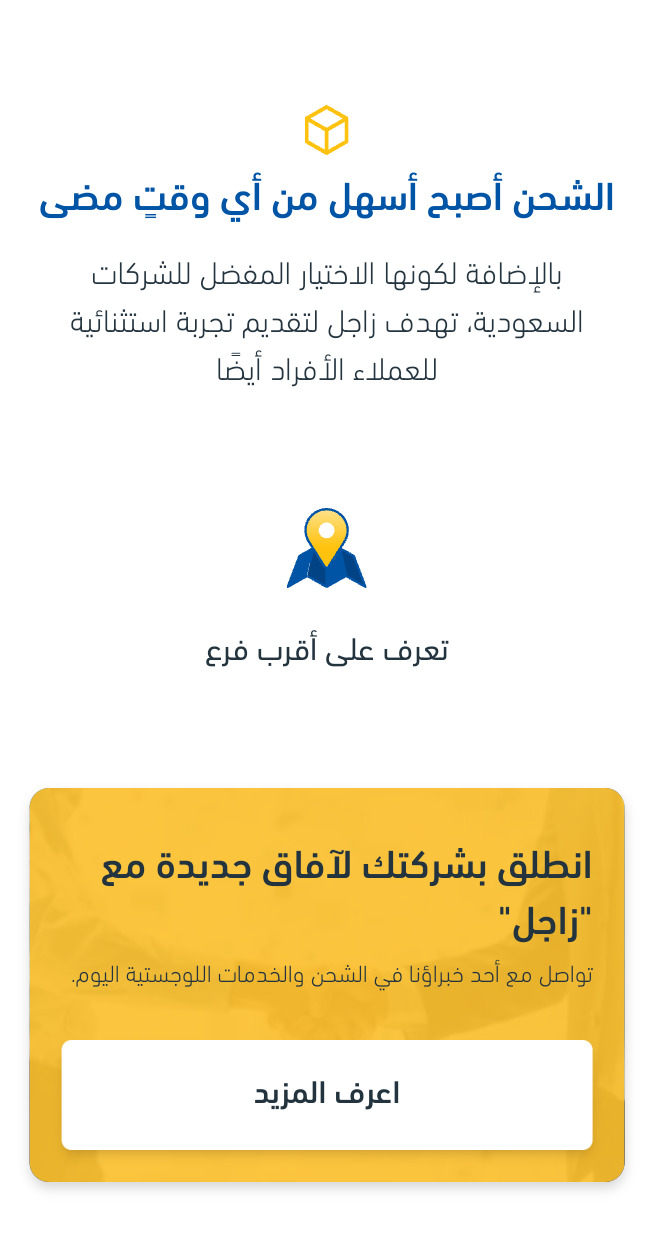 الشحن أصبح أسهل من أي وقتٍ مضى
بالإضافة لكونها الاختيار المفضل للشركات
السعودية، تهدف زاجل لتقديم تجربة استثنائية
للعملاء الأفراد أيضًا
تعرف على أقرب فرع
انطلق بشركتك لآفاق جديدة مع
"زاجل"
تواصل مع أحد خبراؤنا في الشحن والخدمات اللوجستية اليوم.
اعرف المزيد